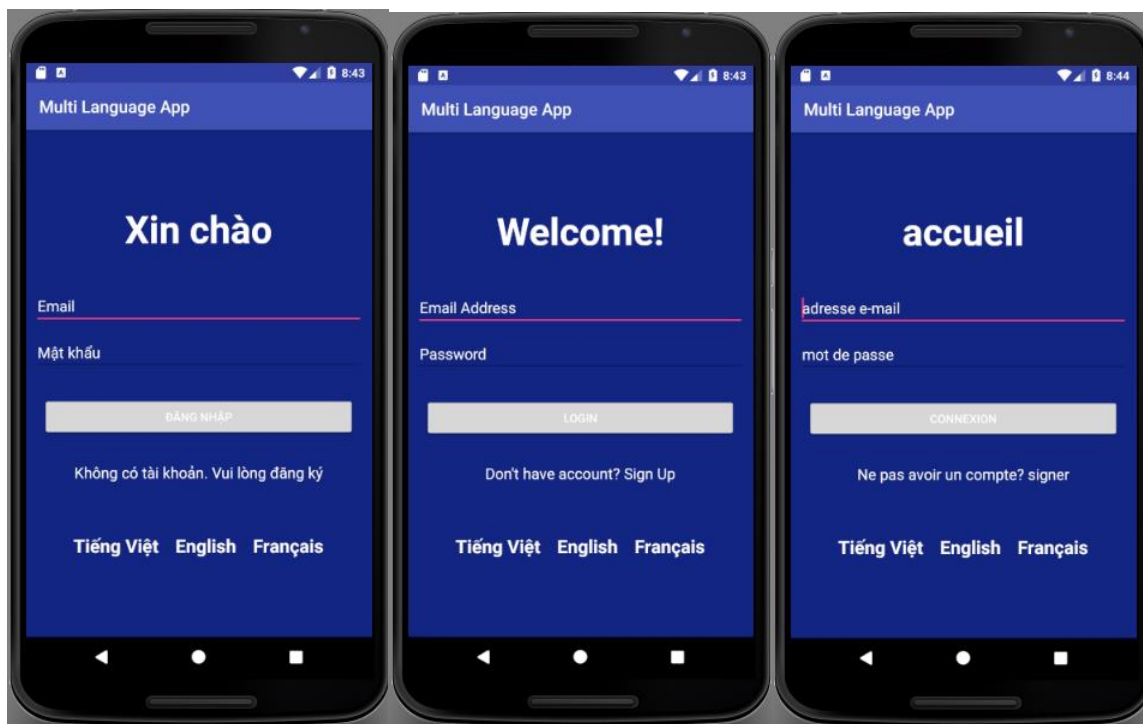 8:43
Multi Language App
Xin chào
Email
Mật khẩu
ĐĂNG NHẬP
Không có tài khoản. Vui lòng đăng ký
Tiếng Việt English Français
8:43
Multi Language App
Welcome!
Email Address
Password
LOGIN
Don't have account? Sign Up
Tiếng Việt English Français
8:44
Multi Language App
accueil
adresse e-mail
mot de passe
CONNEXION
Ne pas avoir un compte? signer
Tiếng Việt English Français